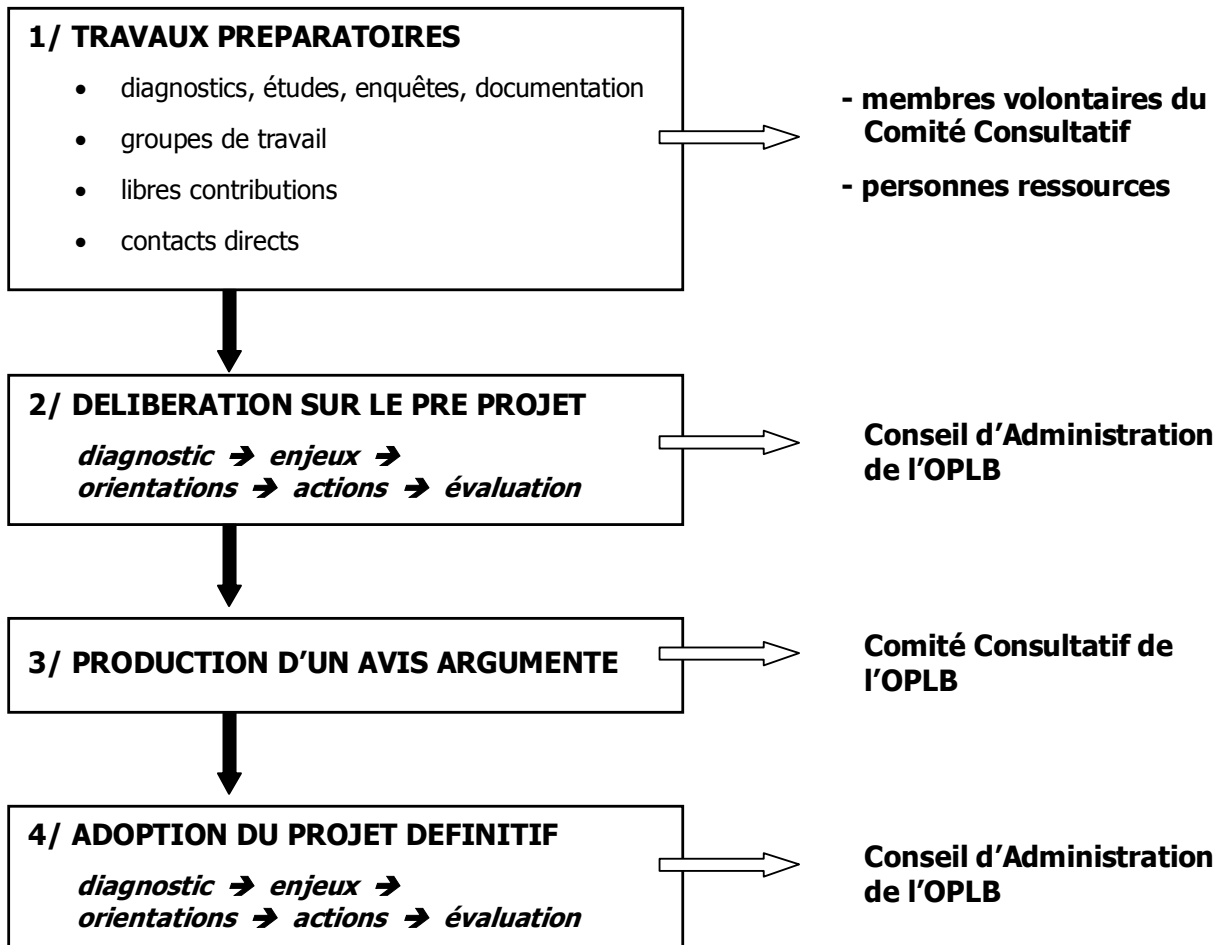 1/ TRAVAUX PREPARATOIRES
• diagnostics, études, enquêtes, documentation
• groupes de travail
• libres contributions
• contacts directs
- membres volontaires du
Comité Consultatif
- personnes ressources
2/ DELIBERATION SUR LE PRE PROJET
diagnostic ➔ enjeux ➔
orientations ➔ actions ➔ évaluation
Conseil d’Administration
de l’OPLB
3/ PRODUCTION D’UN AVIS ARGUMENTE
Comité Consultatif de
l’OPLB
4/ ADOPTION DU PROJET DEFINITIF
diagnostic ➔ enjeux ➔
orientations ➔ actions ➔ évaluation
Conseil d’Administration
de l’OPLB